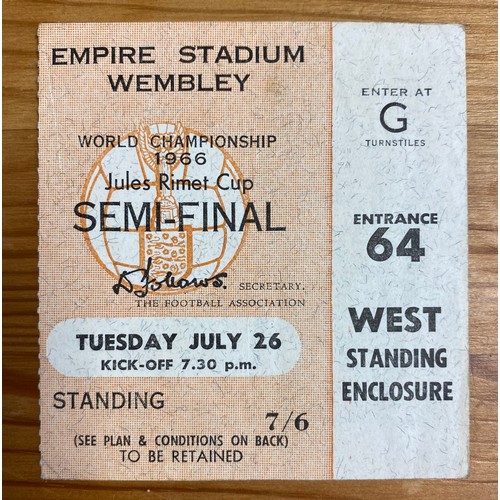 EMPIRE STADIUM
WEMBLEY
WORLD CHAMPIONSHIP
1966
Jules Rimet Cup
SEMI-FINAL
D. Follows.
SECRETARY.
THE FOOTBALL ASSOCIATION
TUESDAY JULY 26
KICK-OFF 7.30 p.m.
STANDING
7/6
(SEE PLAN & CONDITIONS ON BACK)
TO BE RETAINED
ENTER AT
G
TURNSTILES
ENTRANCE
64
WEST
STANDING
ENCLOSURE